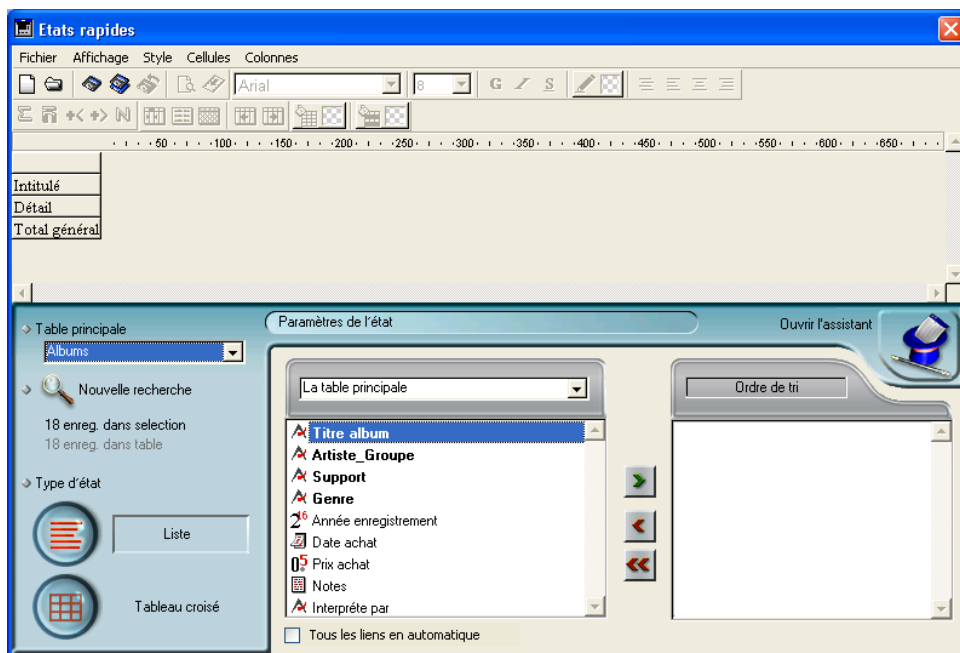 Etats rapides
Fichier Affichage Style Cellules Colonnes
Arial 8 G I S
Σ N
50 100 150 200 250 300 350 400 450 500 550 600 650
Intitulé
Détail
Total général
Table principale
Albums
Nouvelle recherche
18 enreg. dans selection
18 enreg. dans table
Type d'état
Liste
Tableau croisé
Paramètres de l'état
Ouvrir l'assistant
La table principale
Ordre de tri
Titre album
Artiste_Groupe
Support
Genre
Année enregistrement
Date achat
Prix achat
Notes
Interpréte par
Tous les liens en automatique